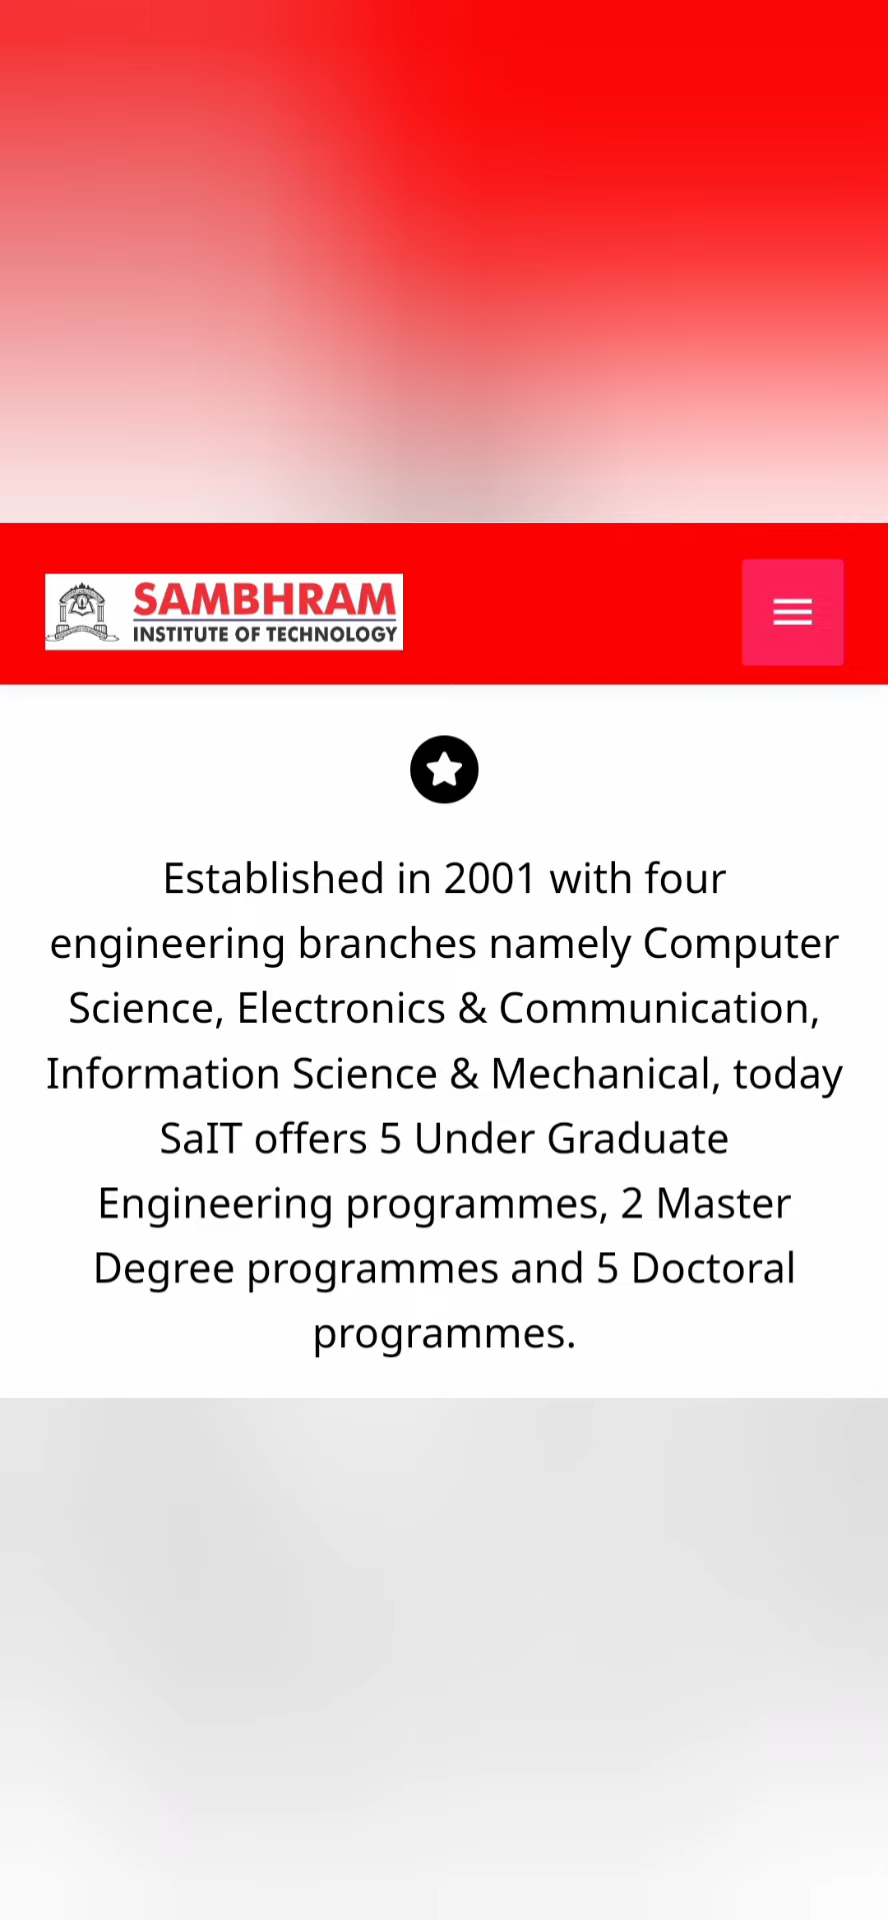 SAMBHRAM
INSTITUTE OF TECHNOLOGY
Established in 2001 with four
engineering branches namely Computer
Science, Electronics & Communication,
Information Science & Mechanical, today
SaIT offers 5 Under Graduate
Engineering programmes, 2 Master
Degree programmes and 5 Doctoral
programmes.